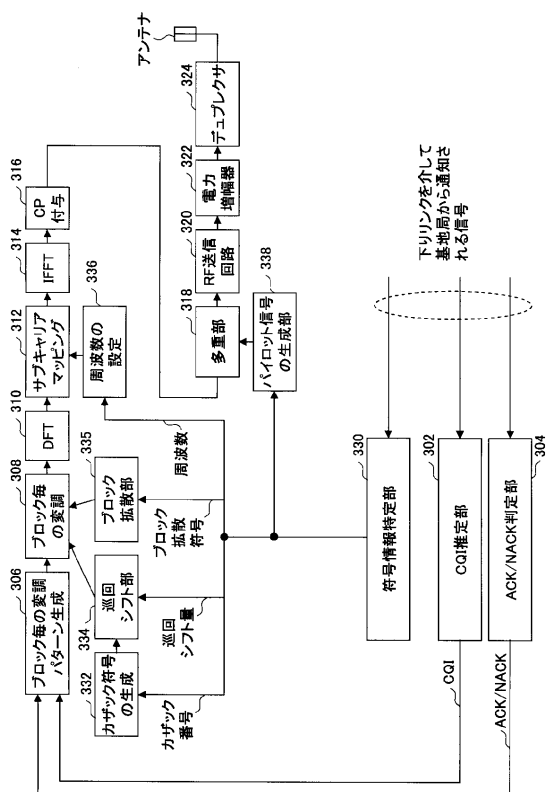 306
ブロック毎の変調
パターン生成
308
ブロック毎
の変調
310
DFT
312
サブキャリア
マッピング
314
IFFT
316
CP
付与
332
カザック符号
の生成
334
巡回
シフト部
335
ブロック
拡散部
336
周波数の
設定
318
多重部
320
RF送信
回路
322
電力
増幅器
324
デュプレクサ
アンテナ
338
パイロット信号
の生成部
カザック
番号
巡回
シフト量
ブロック
拡散
符号
周波数
330
符号情報特定部
302
CQI推定部
304
ACK/NACK判定部
CQI
ACK/NACK
下りリンクを介して
基地局から通知さ
れる信号